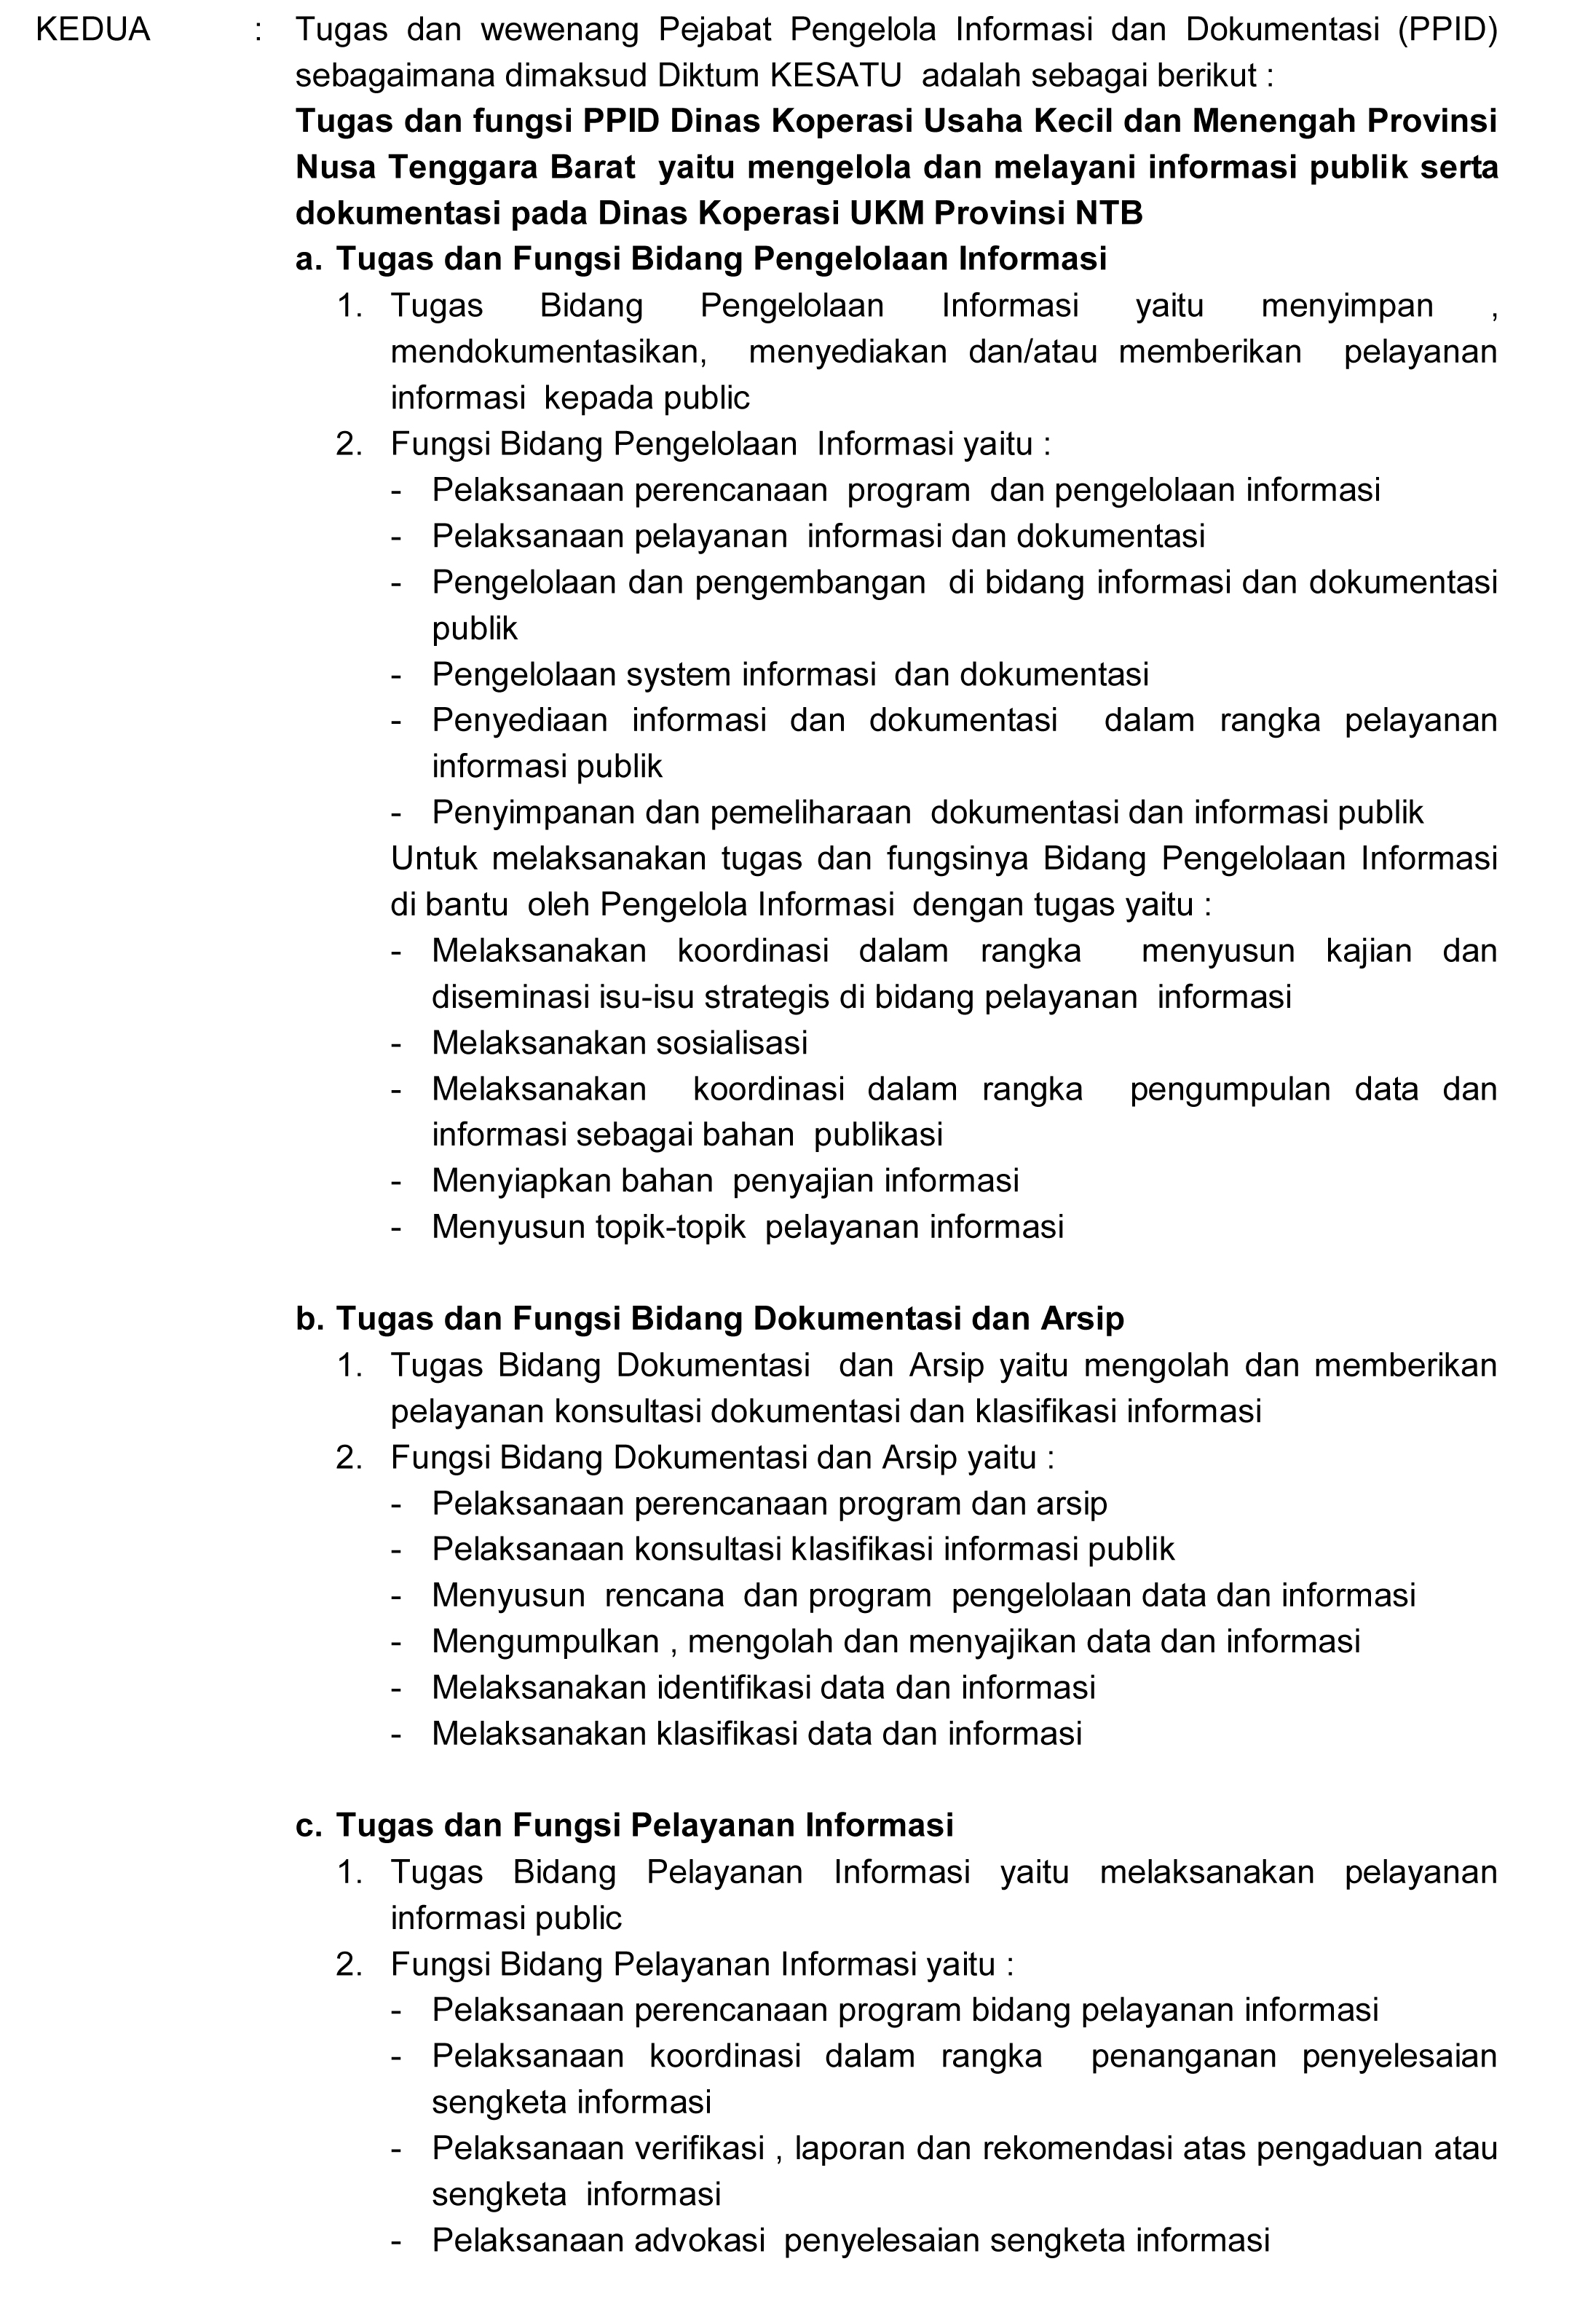 KEDUA : Tugas dan wewenang Pejabat Pengelola Informasi dan Dokumentasi (PPID)
sebagaimana dimaksud Diktum KESATU adalah sebagai berikut :
Tugas dan fungsi PPID Dinas Koperasi Usaha Kecil dan Menengah Provinsi
Nusa Tenggara Barat yaitu mengelola dan melayani informasi publik serta
dokumentasi pada Dinas Koperasi UKM Provinsi NTB
a. Tugas dan Fungsi Bidang Pengelolaan Informasi
1. Tugas Bidang Pengelolaan Informasi yaitu menyimpan ,
mendokumentasikan, menyediakan dan/atau memberikan pelayanan
informasi kepada public
2. Fungsi Bidang Pengelolaan Informasi yaitu :
- Pelaksanaan perencanaan program dan pengelolaan informasi
- Pelaksanaan pelayanan informasi dan dokumentasi
- Pengelolaan dan pengembangan di bidang informasi dan dokumentasi
publik
- Pengelolaan system informasi dan dokumentasi
- Penyediaan informasi dan dokumentasi dalam rangka pelayanan
informasi publik
- Penyimpanan dan pemeliharaan dokumentasi dan informasi publik
Untuk melaksanakan tugas dan fungsinya Bidang Pengelolaan Informasi
di bantu oleh Pengelola Informasi dengan tugas yaitu :
- Melaksanakan koordinasi dalam rangka menyusun kajian dan
diseminasi isu-isu strategis di bidang pelayanan informasi
- Melaksanakan sosialisasi
- Melaksanakan koordinasi dalam rangka pengumpulan data dan
informasi sebagai bahan publikasi
- Menyiapkan bahan penyajian informasi
- Menyusun topik-topik pelayanan informasi
b. Tugas dan Fungsi Bidang Dokumentasi dan Arsip
1. Tugas Bidang Dokumentasi dan Arsip yaitu mengolah dan memberikan
pelayanan konsultasi dokumentasi dan klasifikasi informasi
2. Fungsi Bidang Dokumentasi dan Arsip yaitu :
- Pelaksanaan perencanaan program dan arsip
- Pelaksanaan konsultasi klasifikasi informasi publik
- Menyusun rencana dan program pengelolaan data dan informasi
- Mengumpulkan , mengolah dan menyajikan data dan informasi
- Melaksanakan identifikasi data dan informasi
- Melaksanakan klasifikasi data dan informasi
c. Tugas dan Fungsi Pelayanan Informasi
1. Tugas Bidang Pelayanan Informasi yaitu melaksanakan pelayanan
informasi public
2. Fungsi Bidang Pelayanan Informasi yaitu :
- Pelaksanaan perencanaan program bidang pelayanan informasi
- Pelaksanaan koordinasi dalam rangka penanganan penyelesaian
sengketa informasi
- Pelaksanaan verifikasi , laporan dan rekomendasi atas pengaduan atau
sengketa informasi
- Pelaksanaan advokasi penyelesaian sengketa informasi